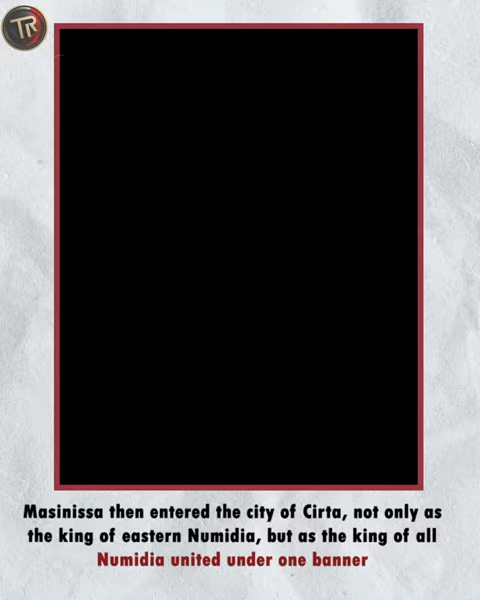 TR
Masinissa then entered the city of Cirta, not only as
the king of eastern Numidia, but as the king of all
Numidia united under one banner